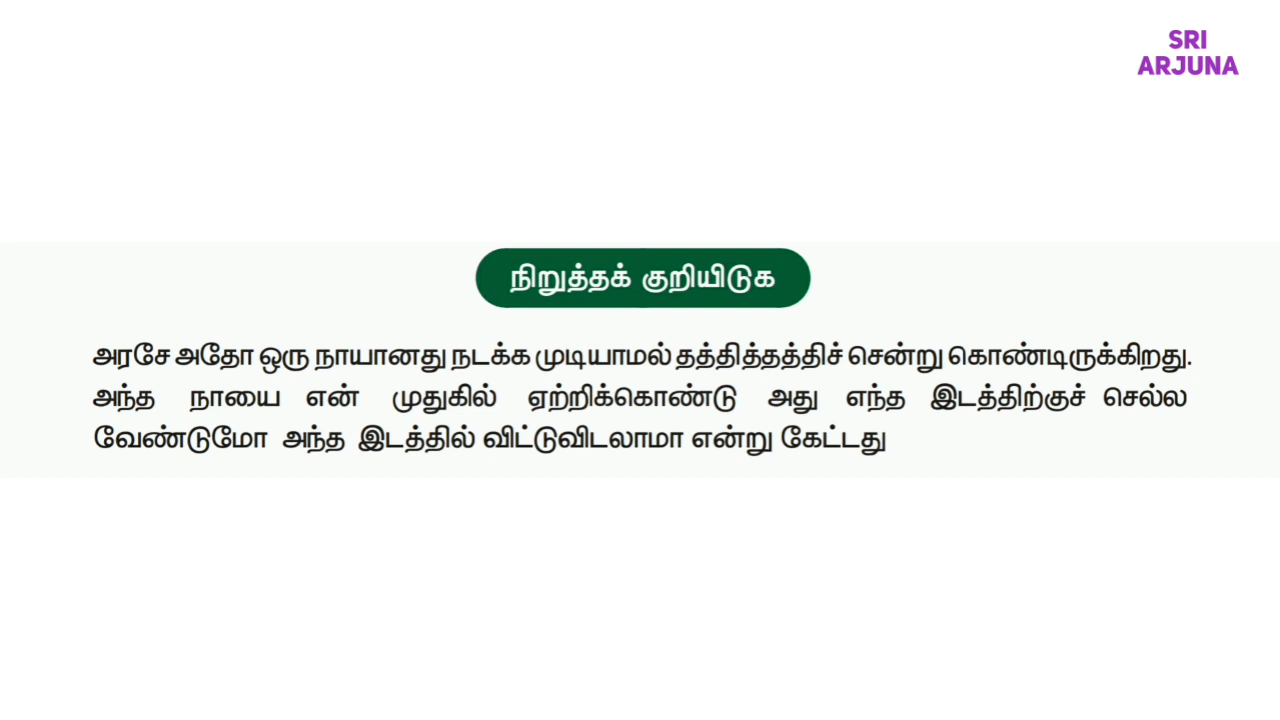 SRI
ARJUNA
நிறுத்தக் குறியிடுக
அரசே அதோ ஒரு நாயானது நடக்க முடியாமல் தத்தித்தத்திச் சென்று கொண்டிருக்கிறது.
அந்த நாயை என் முதுகில் ஏற்றிக்கொண்டு அது எந்த இடத்திற்குச் செல்ல
வேண்டுமோ அந்த இடத்தில் விட்டுவிடலாமா என்று கேட்டது